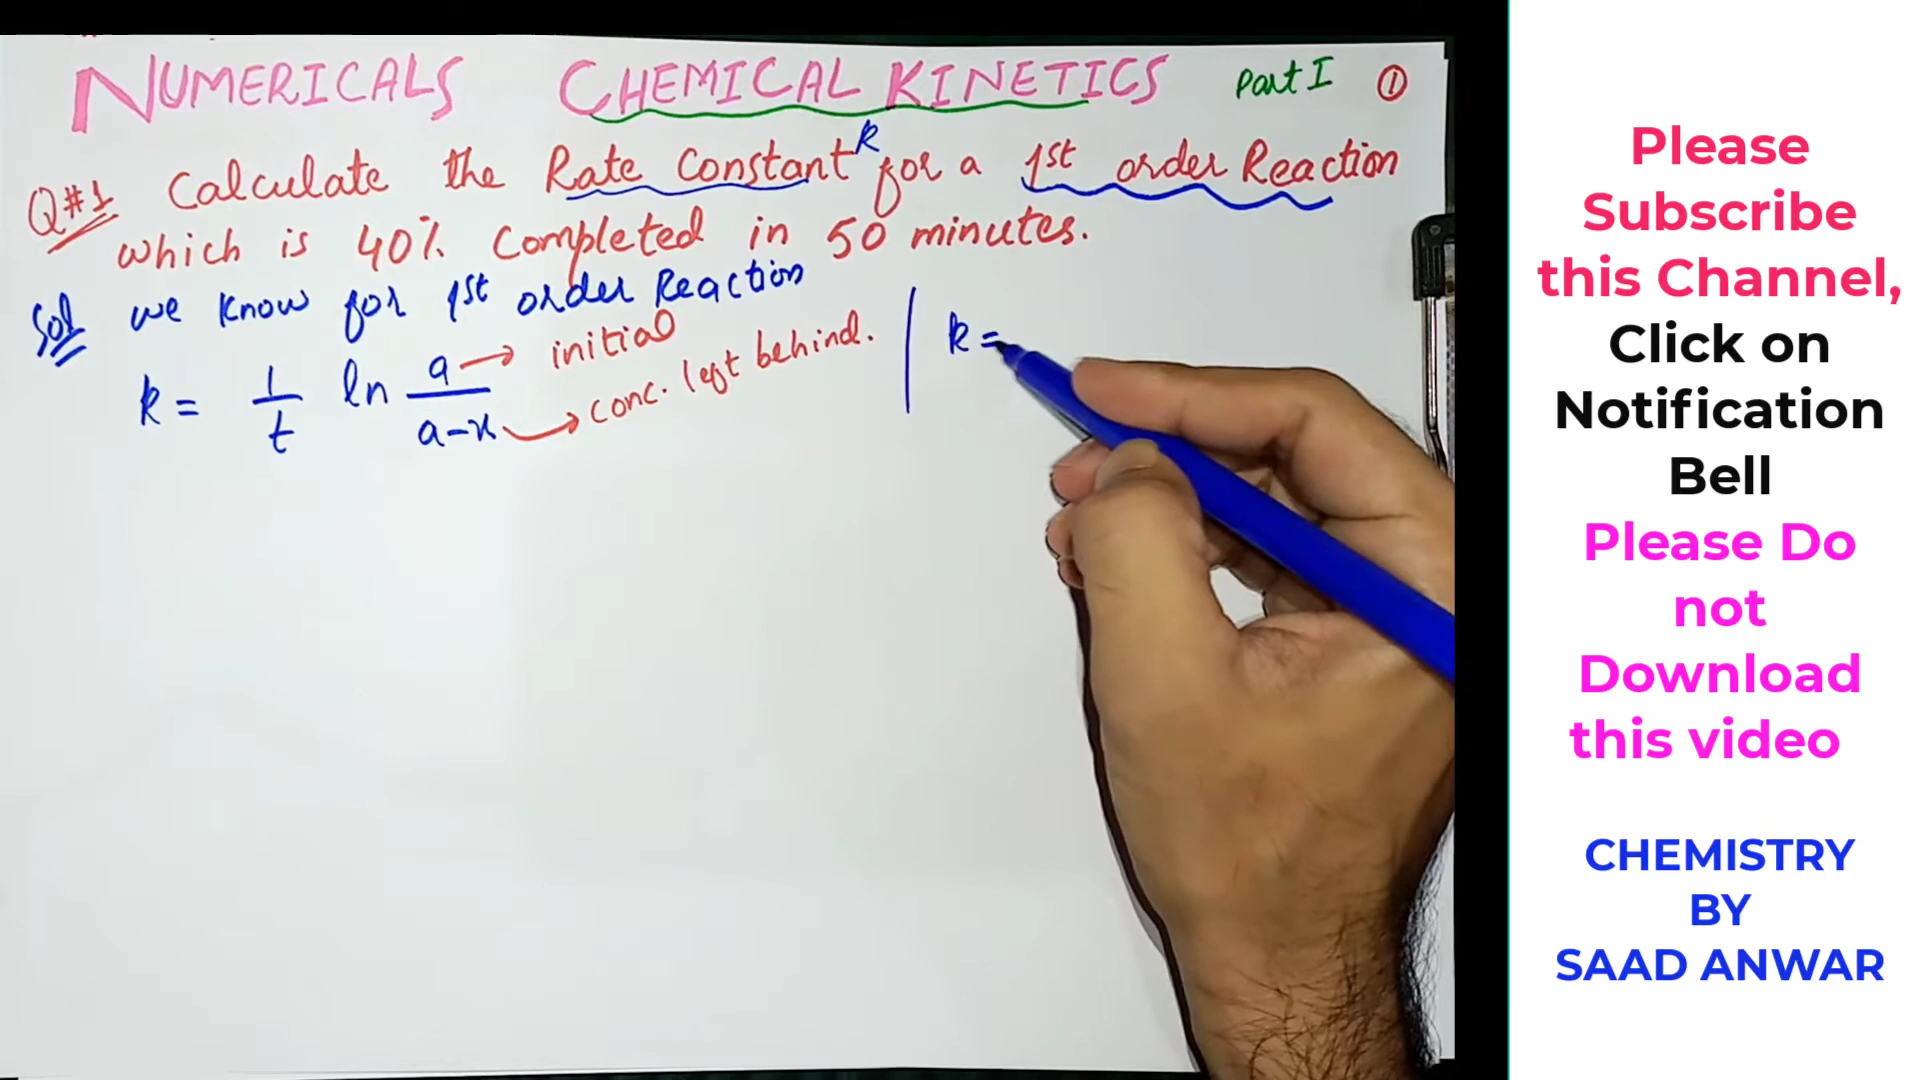 NUMERICALS CHEMICAL KINETICS Part I ①
Q#1 Calculate the Rate Constant k for a 1st order Reaction
which is 40% Completed in 50 minutes.
Sol we know for 1st order Reaction
k = 1/t ln a/a-x
initial
conc. left behind.
k =
Please
Subscribe
this Channel,
Click on
Notification
Bell
Please Do
not
Download
this video
CHEMISTRY
BY
SAAD ANWAR